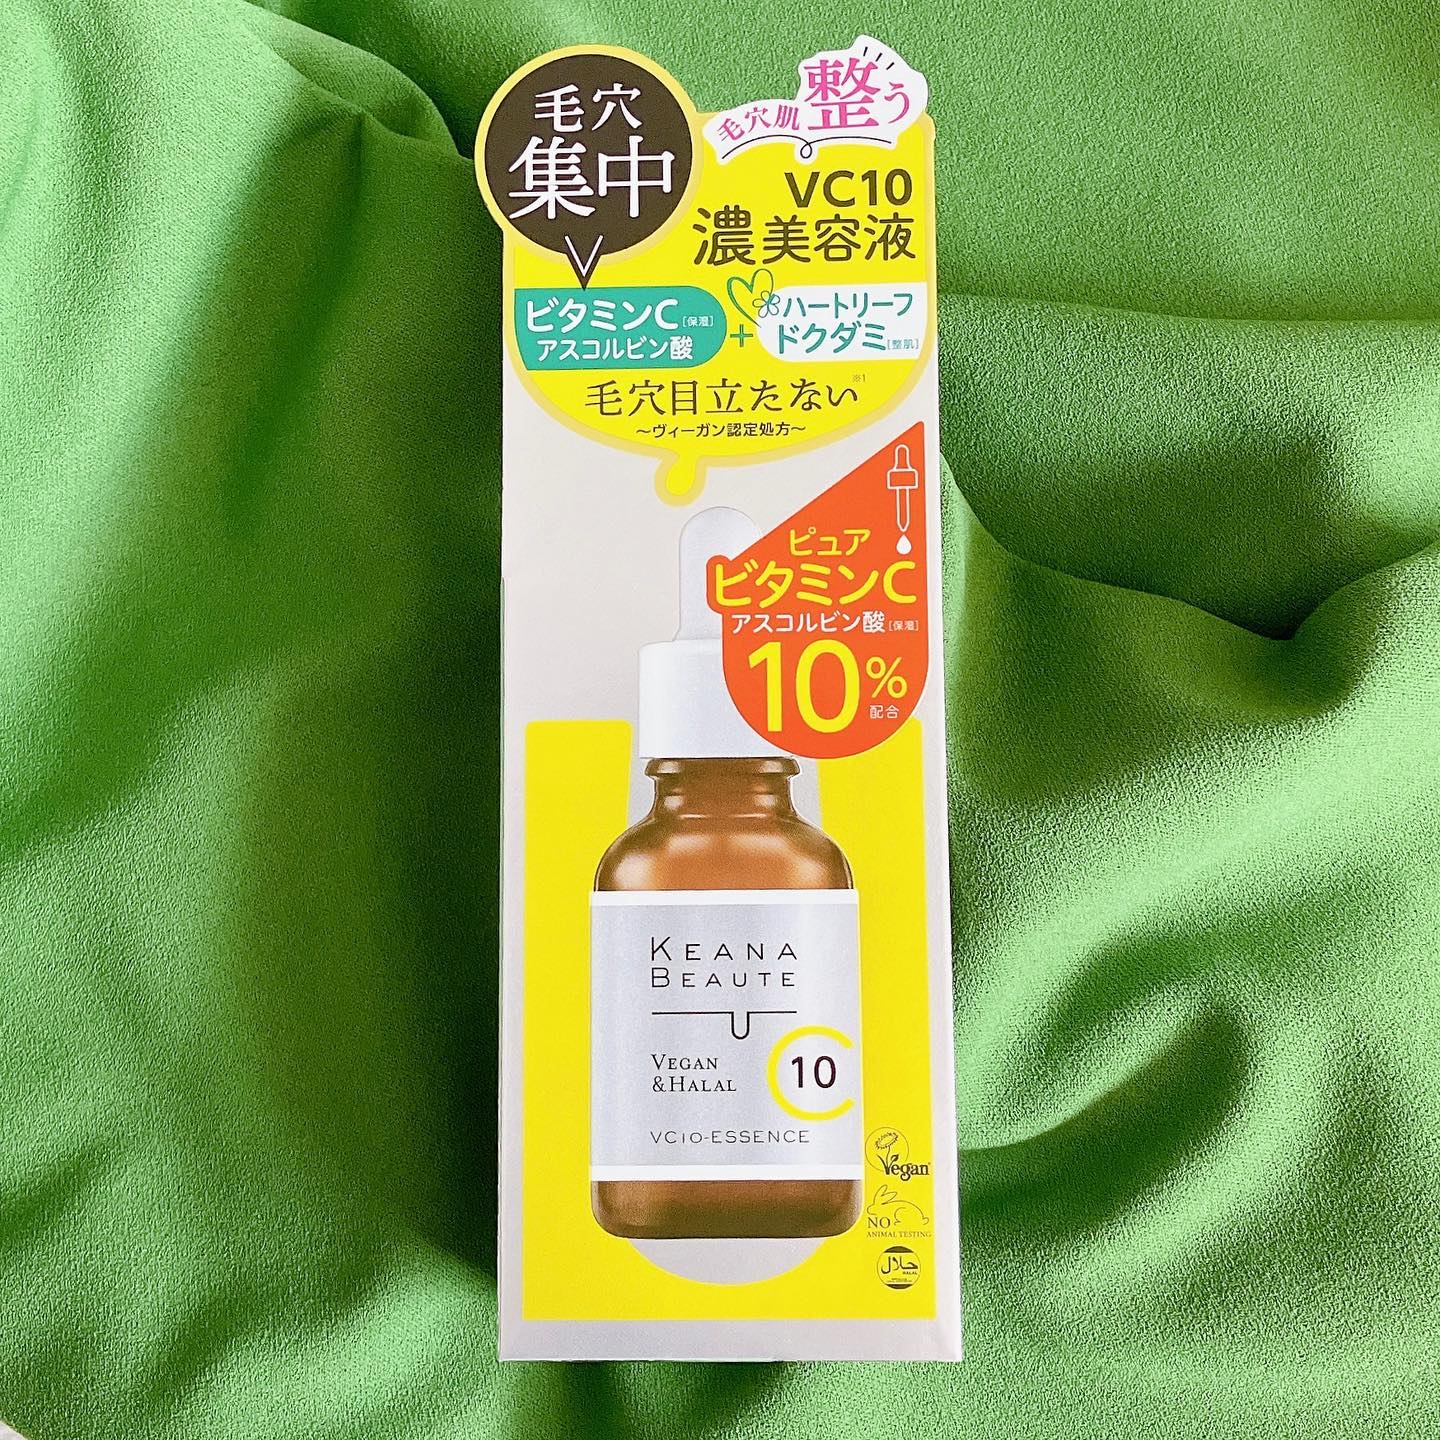 毛穴
集中
毛穴肌 整う
VC10
濃美容液
ビタミンC[保湿]
アスコルビン酸
+
ハートリーフ
ドクダミ[整肌]
毛穴目立たない※1
～ヴィーガン認定処方～
ピュア
ビタミンC
アスコルビン酸[保湿]
10%
配合
KEANA
BEAUTE
VEGAN
&HALAL
C
10
VC10-ESSENCE
Vegan
NO
ANIMAL TESTING
حلال
HALAL